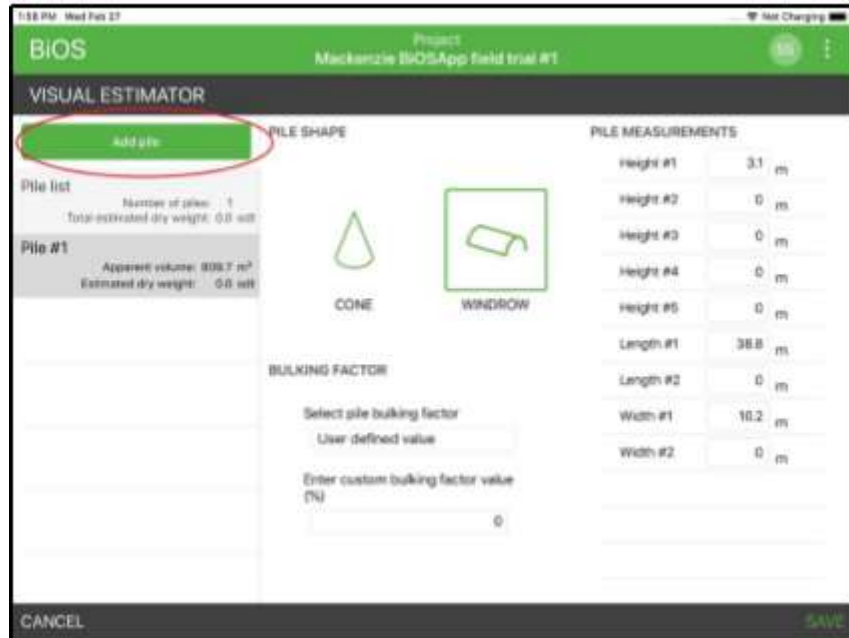 1:58 PM Wed Feb 27
Not Charging
BiOS
Project
Mackenzie BiOSApp field trial #1
VISUAL ESTIMATOR
Add pile
Pile list
Number of piles: 1
Total estimated dry weight: 0.0 odt
Pile #1
Apparent volume: 809.7 m³
Estimated dry weight: 0.0 odt
PILE SHAPE
CONE
WINDROW
BULKING FACTOR
Select pile bulking factor
User defined value
Enter custom bulking factor value
(%)
0
PILE MEASUREMENTS
Height #1 3.1 m
Height #2 0 m
Height #3 0 m
Height #4 0 m
Height #5 0 m
Length #1 38.8 m
Length #2 0 m
Width #1 10.2 m
Width #2 0 m
CANCEL
SAVE